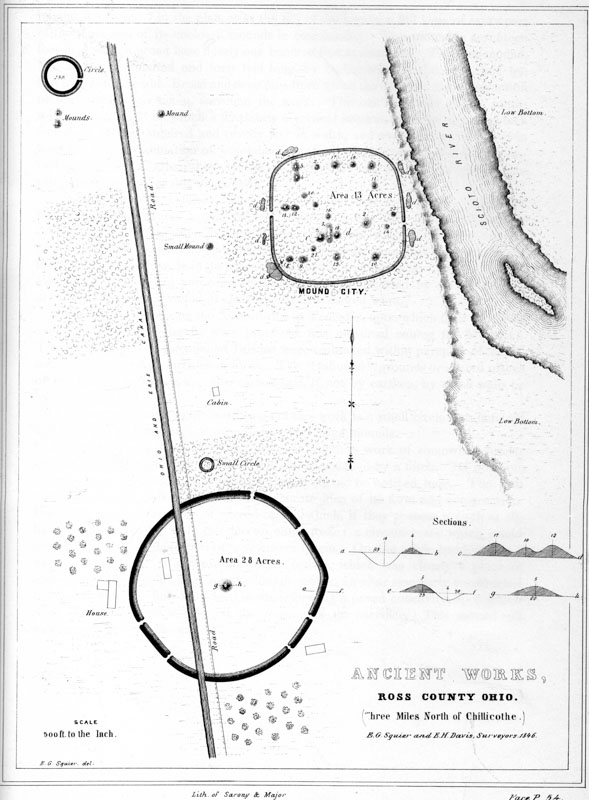 Circle.
250.
Mounds
Mound
Road.
Small Mound
OHIO AND ERIE CANAL
Area 13 Acres.
MOUND CITY.
SCIOTO RIVER
Low Bottom.
Low Bottom.
Cabin.
Small Circle
Area 28 Acres.
g h
e f
House.
Road
Sections.
a b
c d
e f
g h
ANCIENT WORKS,
ROSS COUNTY OHIO.
(Three Miles North of Chillicothe.)
E.G. Squier and E.H. Davis, Surveyors. 1846.
SCALE
500 ft. to the Inch.
E. G. Squier, del.
Lith. of Sarony & Major
Face P. 54.